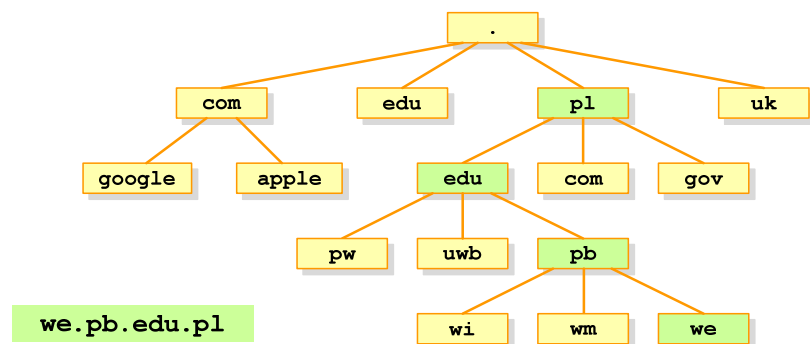 .
com edu pl uk
google apple edu com gov
pw uwb pb
we.pb.edu.pl wi wm we